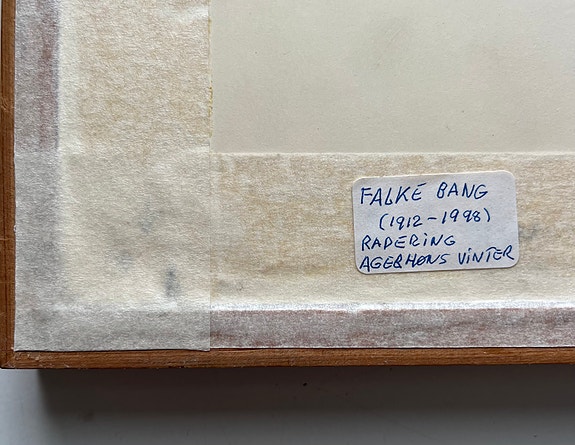 FALKE BANG
(1912-1998)
RADERING
AGERHØNS VINTER